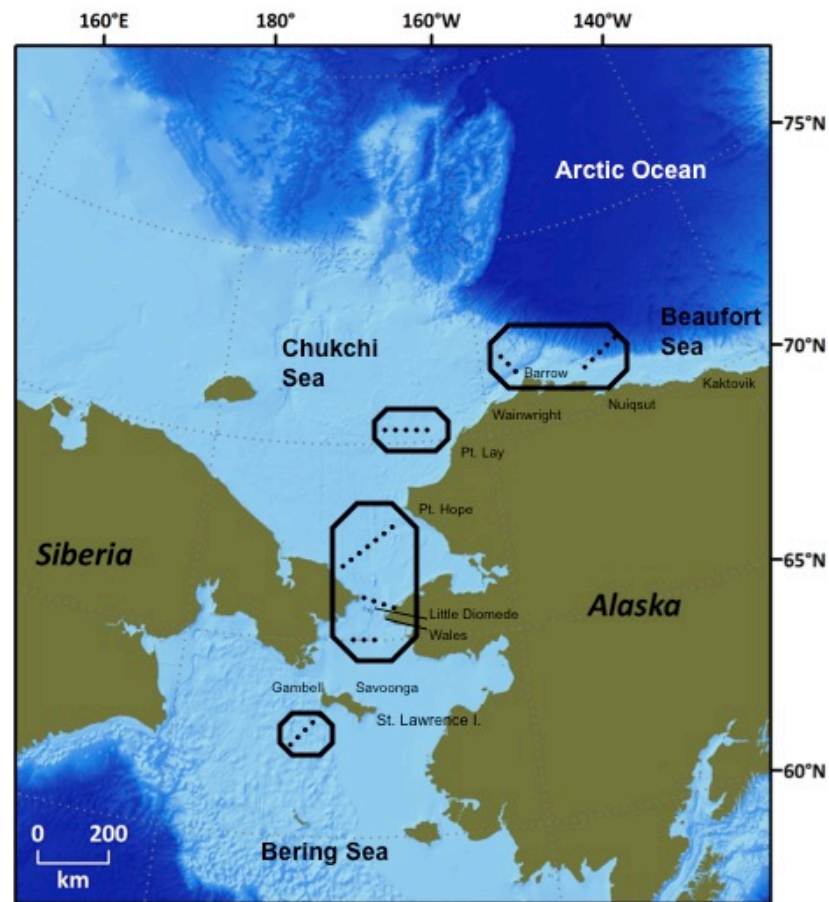 160°E 180° 160°W 140°W
75°N
Arctic Ocean
Beaufort
Sea
70°N
Chukchi
Sea
Barrow
Kaktovik
Nuiqsut
Wainwright
Pt. Lay
Pt. Hope
Siberia
65°N
Alaska
Little Diomede
Wales
Gambell
Savoonga
St. Lawrence I.
60°N
0 200
km
Bering Sea